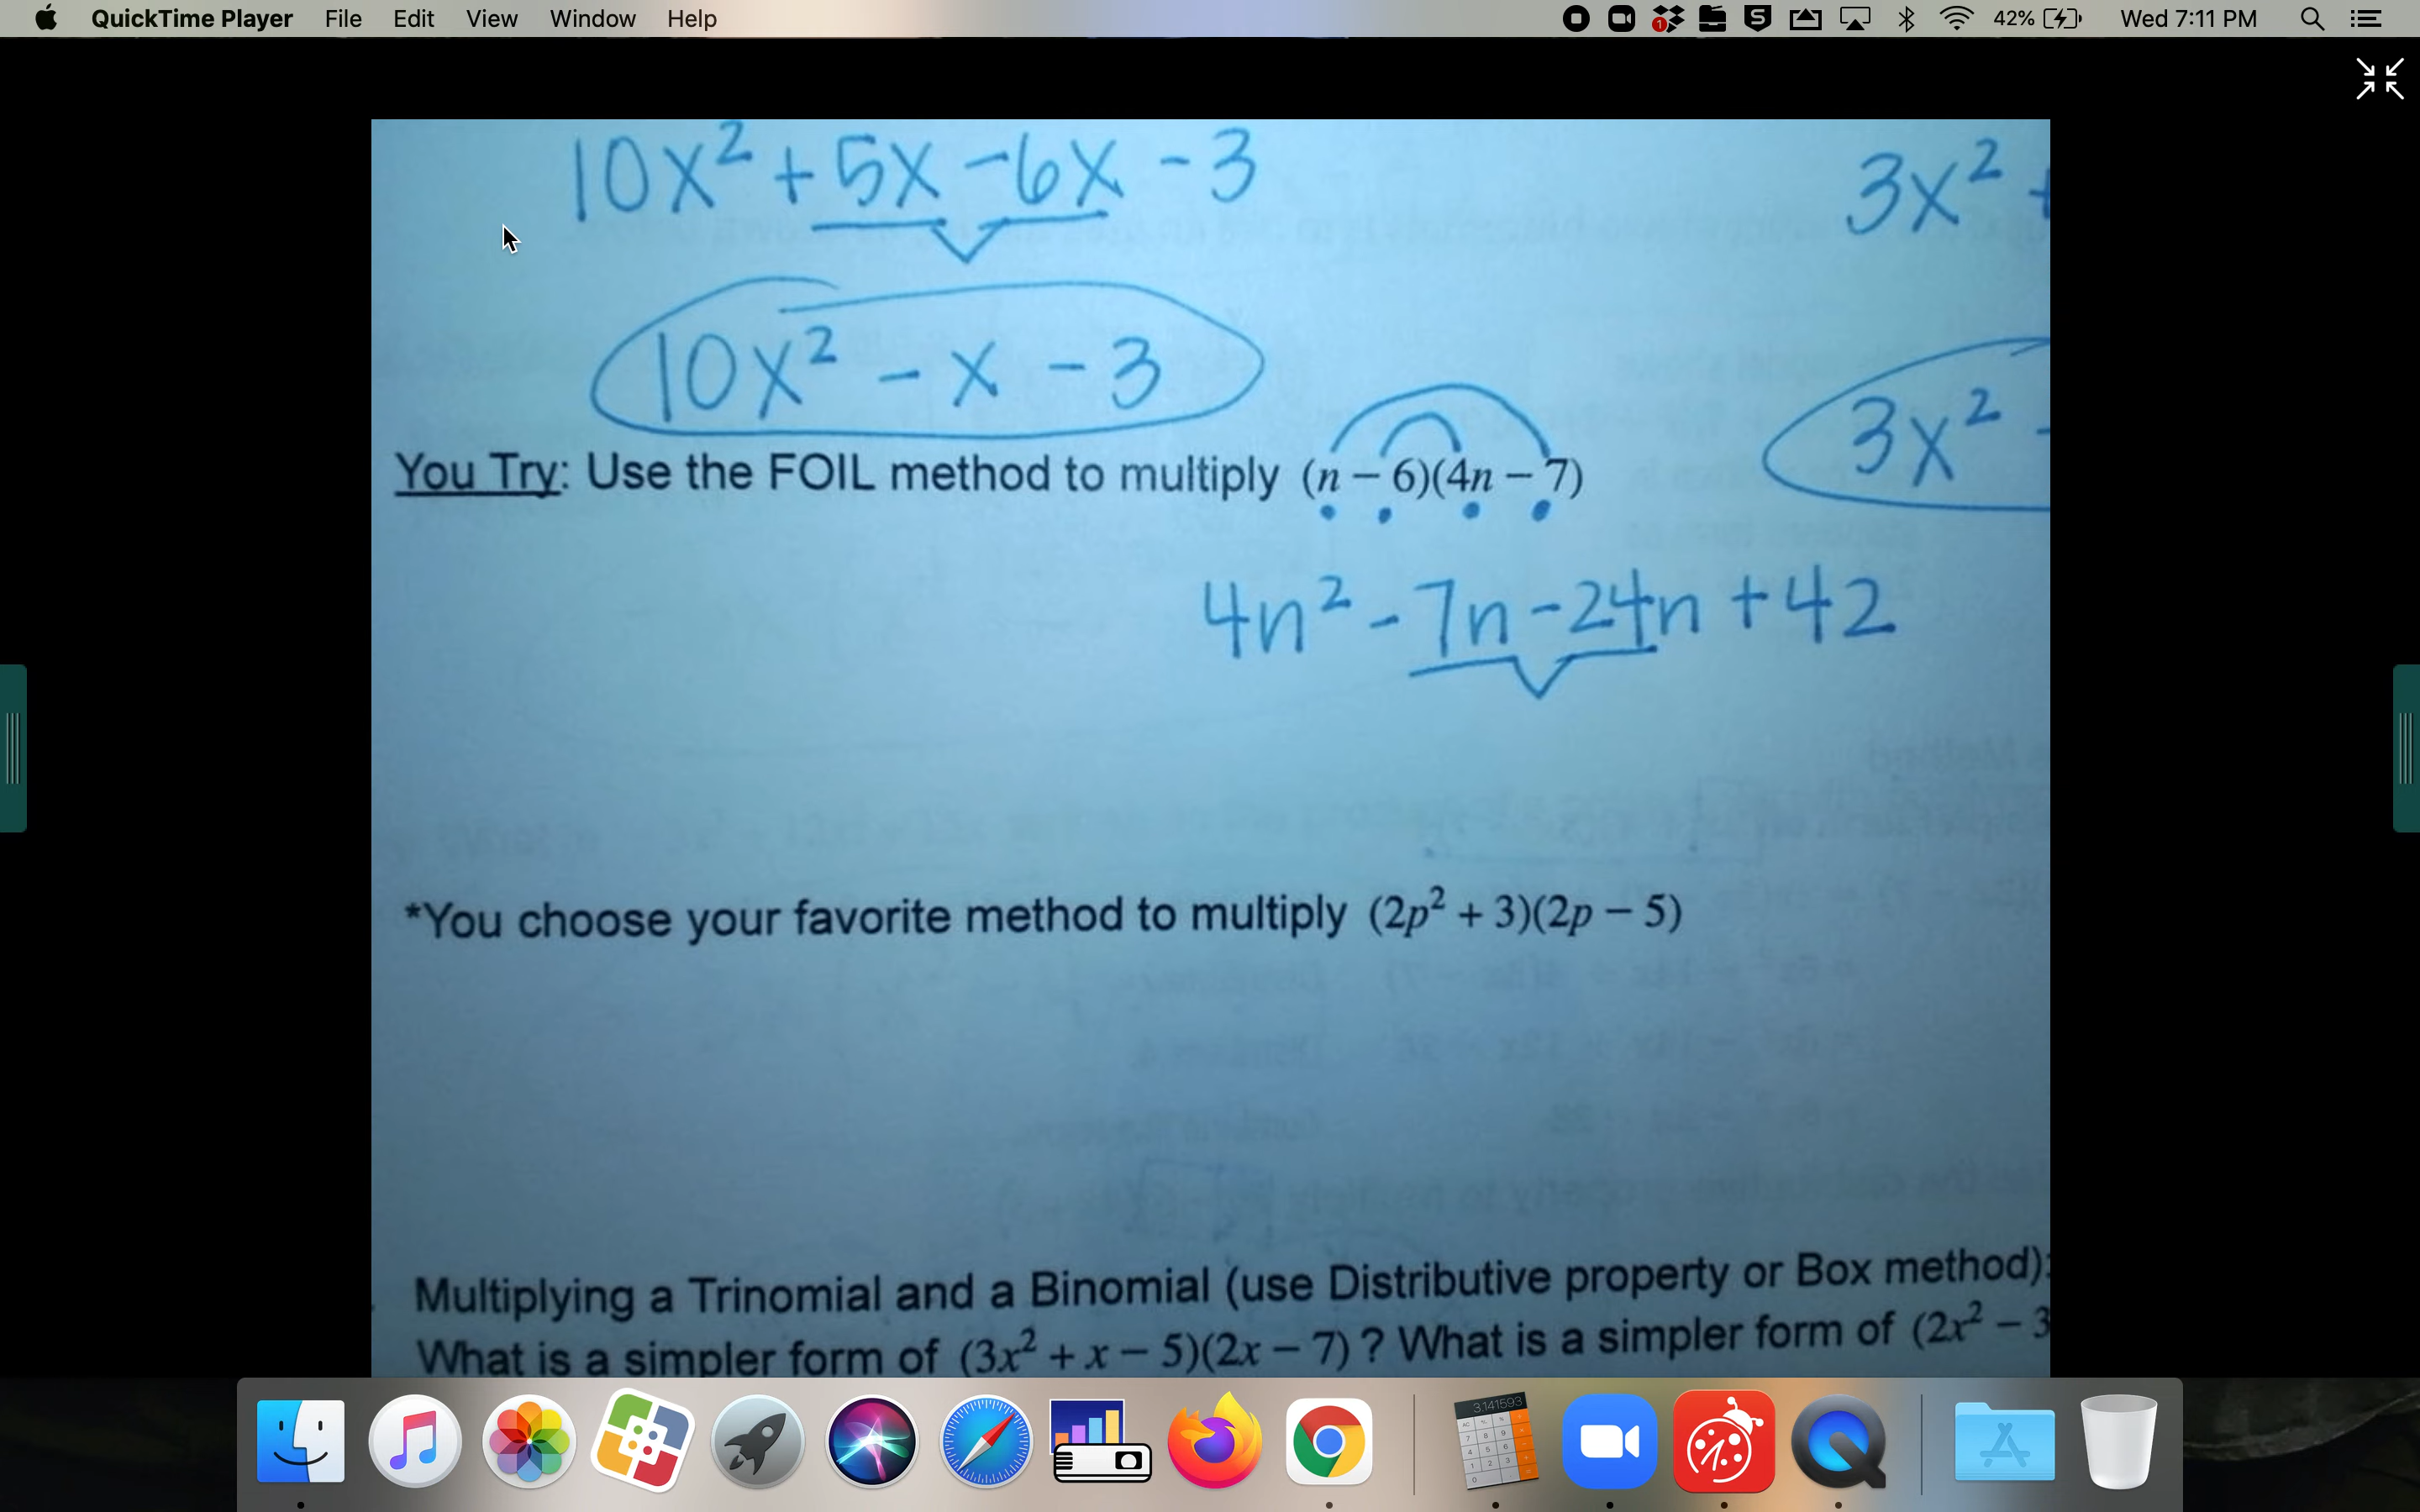 QuickTime Player File Edit View Window Help 1 S 42% Wed 7:11 PM
10x² + 5x - 6x - 3
3x² +
10x² - x - 3
3x² -
You Try: Use the FOIL method to multiply (n − 6)(4n − 7)
4n² - 7n - 24n + 42
*You choose your favorite method to multiply (2p² + 3)(2p − 5)
Multiplying a Trinomial and a Binomial (use Distributive property or Box method):
What is a simpler form of (3x² + x − 5)(2x − 7) ? What is a simpler form of (2x² − 3
3.141593